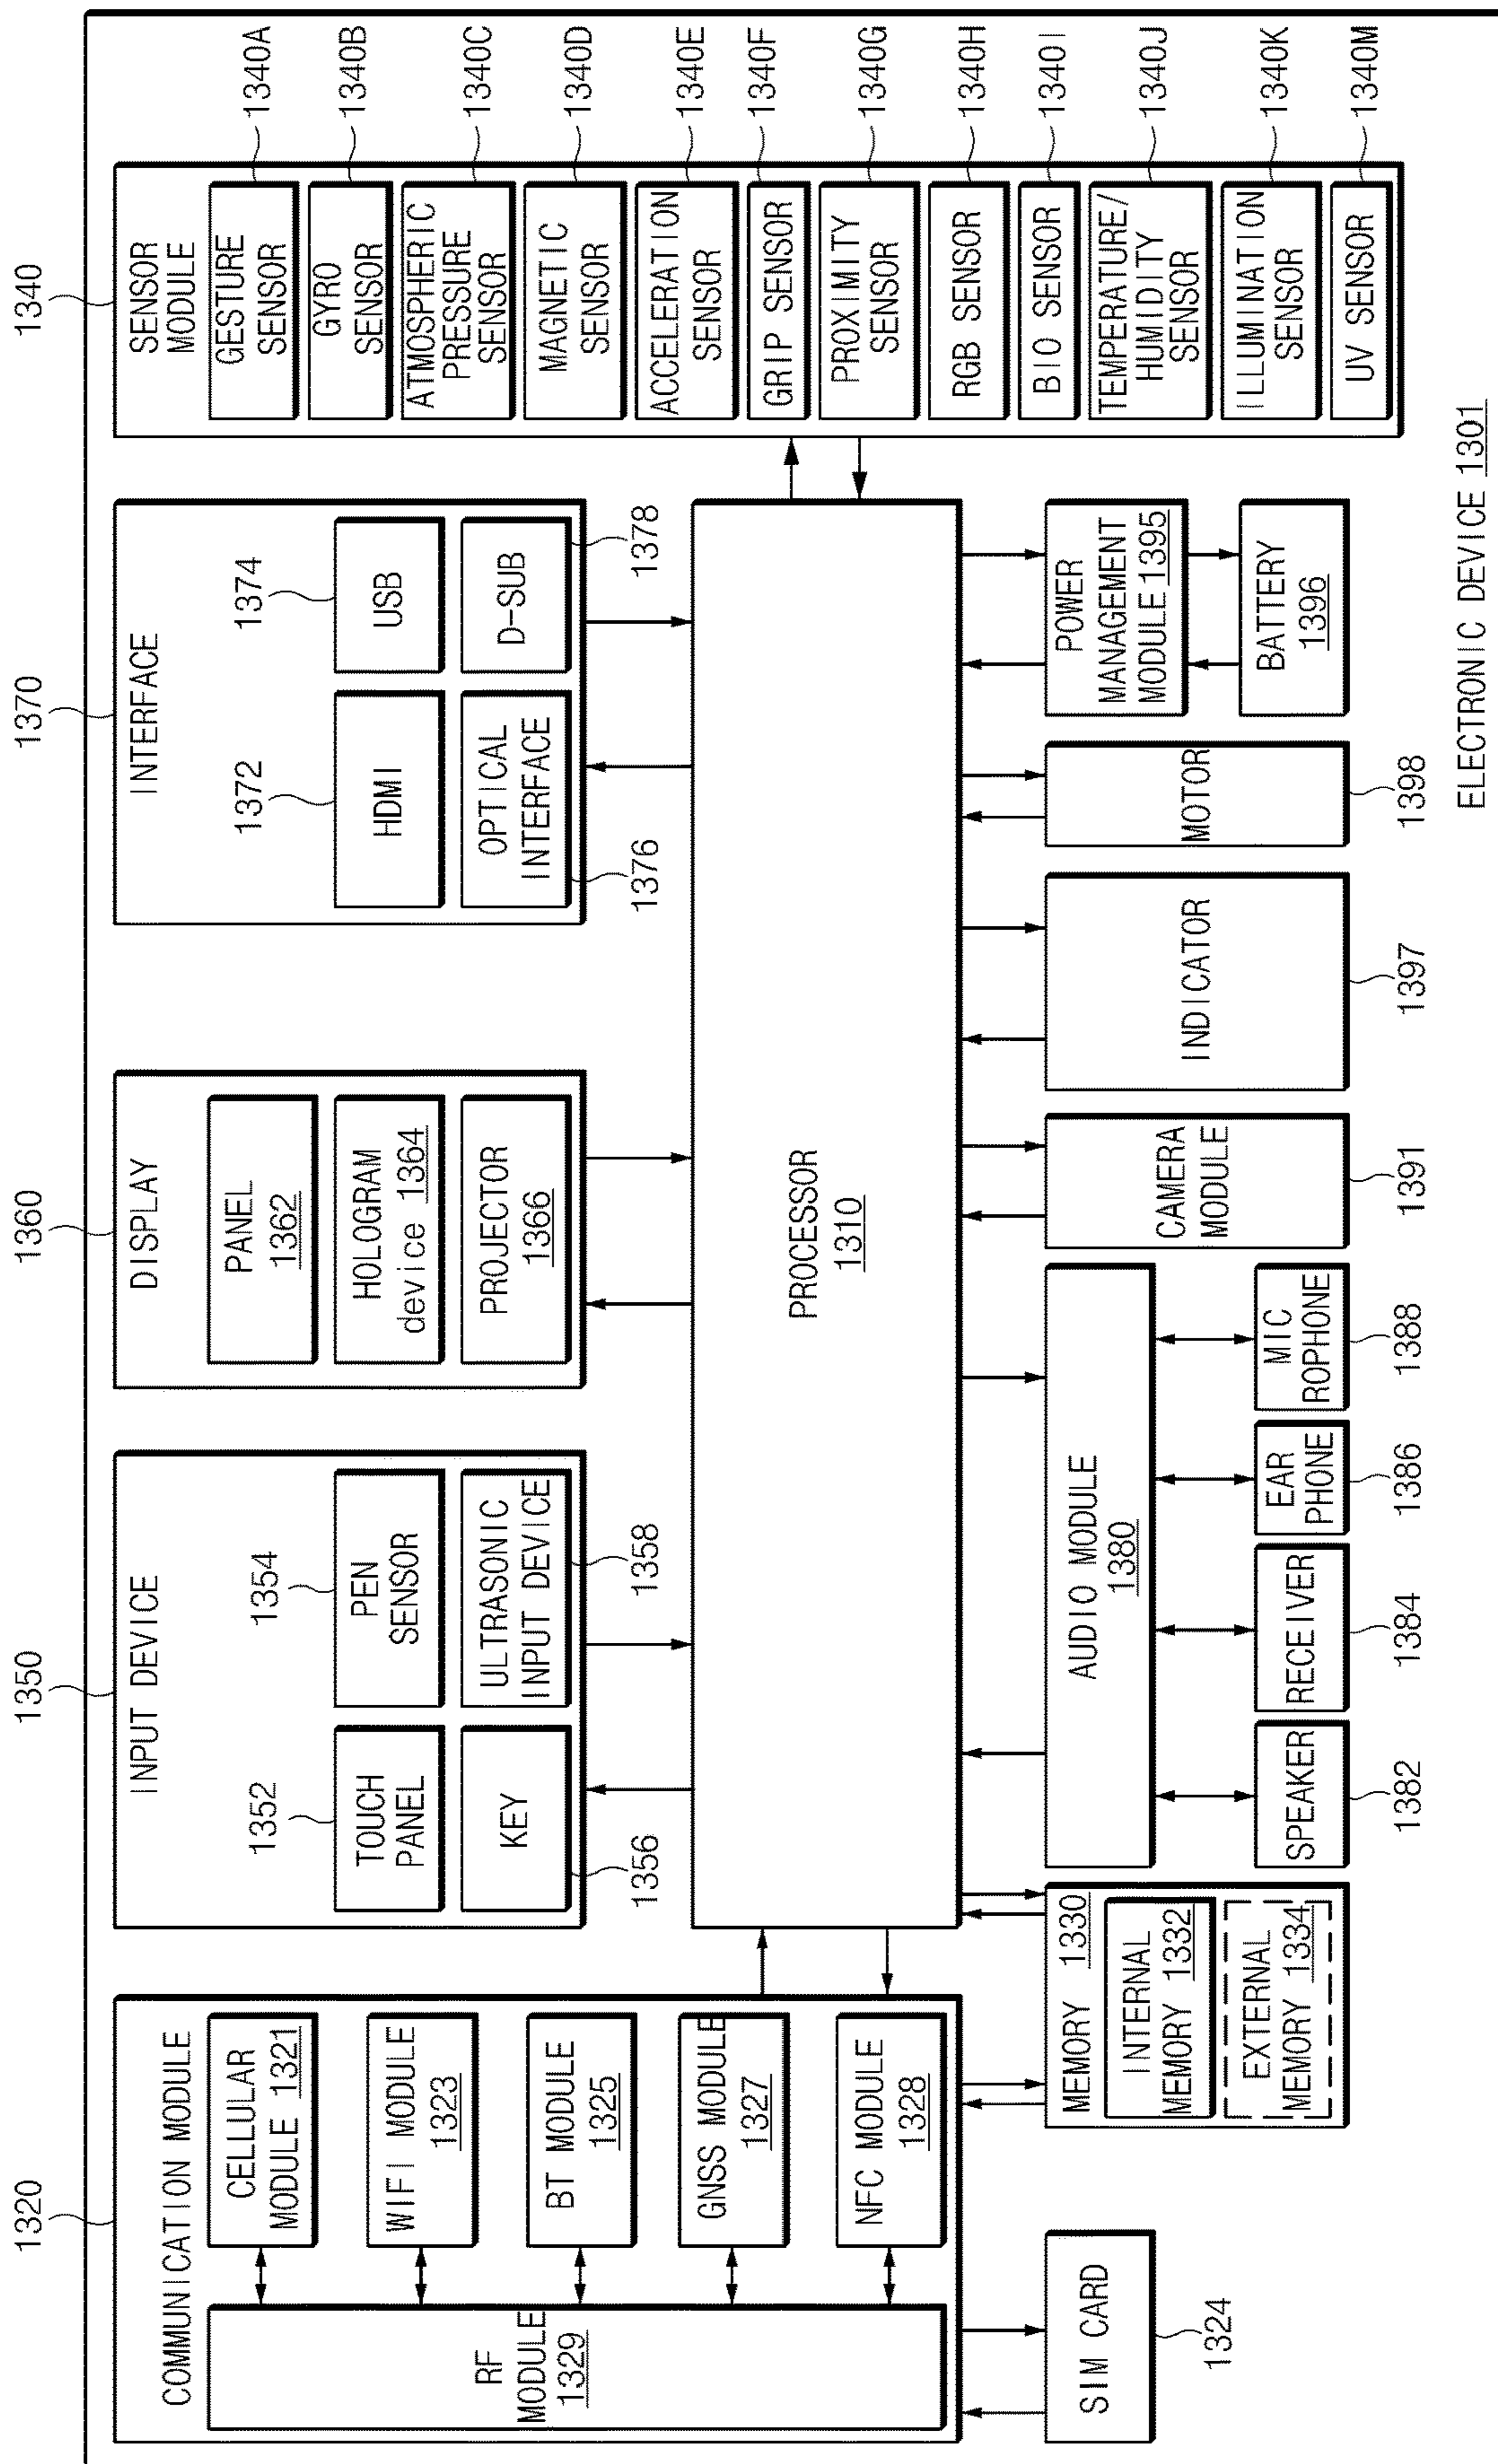 1320
COMMUNICATION MODULE
RF
MODULE
1329
CELLULAR
MODULE 1321
WIFI MODULE
1323
BT MODULE
1325
GNSS MODULE
1327
NFC MODULE
1328
SIM CARD
1324
1350
INPUT DEVICE
1352
TOUCH
PANEL
1354
PEN
SENSOR
KEY
1356
ULTRASONIC
INPUT DEVICE
1358
1360
DISPLAY
PANEL
1362
HOLOGRAM
device 1364
PROJECTOR
1366
1370
INTERFACE
1372
HDMI
1374
USB
OPTICAL
INTERFACE
1376
D-SUB
1378
1340
SENSOR
MODULE
GESTURE
SENSOR
1340A
GYRO
SENSOR
1340B
ATMOSPHERIC
PRESSURE
SENSOR
1340C
MAGNETIC
SENSOR
1340D
ACCELERATION
SENSOR
1340E
GRIP SENSOR
1340F
PROXIMITY
SENSOR
1340G
RGB SENSOR
1340H
BIO SENSOR
1340I
TEMPERATURE/
HUMIDITY
SENSOR
1340J
ILLUMINATION
SENSOR
1340K
UV SENSOR
1340M
PROCESSOR
1310
MEMORY 1330
INTERNAL
MEMORY 1332
EXTERNAL
MEMORY 1334
AUDIO MODULE
1380
SPEAKER
1382
RECEIVER
1384
EAR
PHONE
1386
MIC
ROPHONE
1388
CAMERA
MODULE
1391
INDICATOR
1397
MOTOR
1398
POWER
MANAGEMENT
MODULE 1395
BATTERY
1396
ELECTRONIC DEVICE 1301